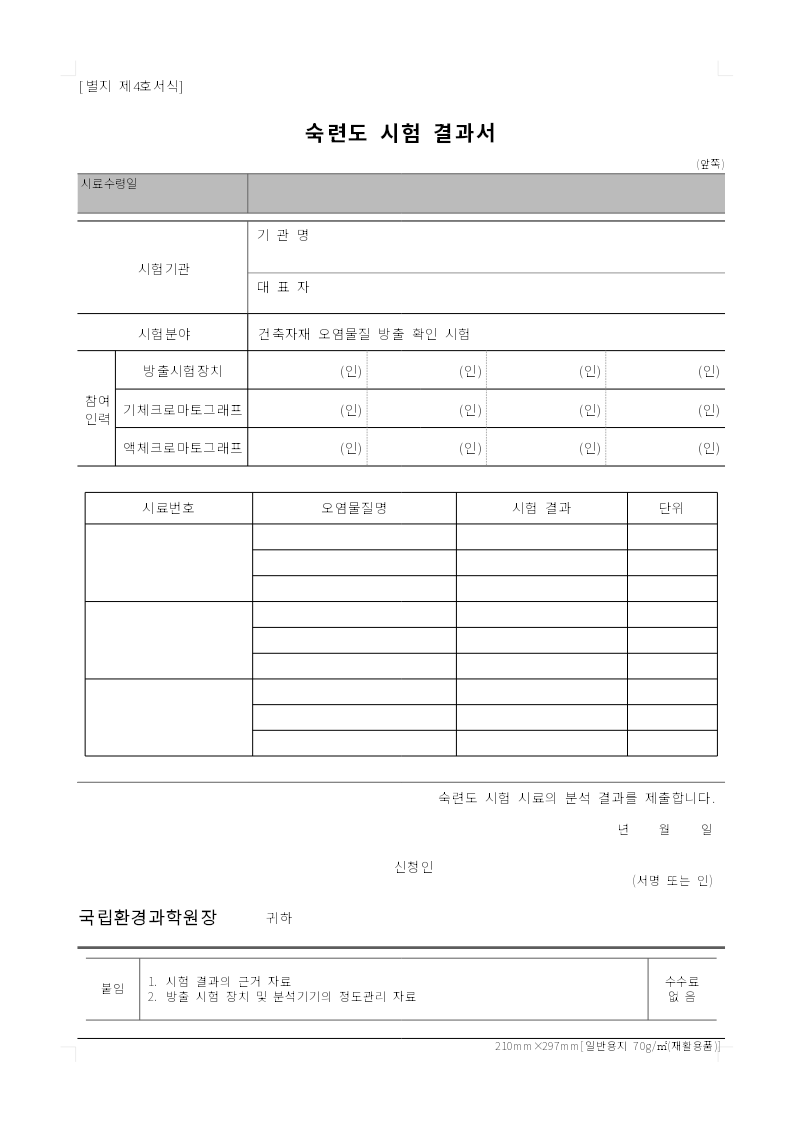 [별지 제4호서식]
숙련도 시험 결과서
(앞쪽)
시료수령일
시험기관
기 관 명
대 표 자
시험분야
건축자재 오염물질 방출 확인 시험
참여
인력
방출시험장치
(인)
(인)
(인)
(인)
기체크로마토그래프
(인)
(인)
(인)
(인)
액체크로마토그래프
(인)
(인)
(인)
(인)
시료번호
오염물질명
시험 결과
단위
숙련도 시험 시료의 분석 결과를 제출합니다.
년 월 일
신청인
(서명 또는 인)
국립환경과학원장 귀하
붙임
1. 시험 결과의 근거 자료
2. 방출 시험 장치 및 분석기기의 정도관리 자료
수수료
없 음
210mm×297mm[일반용지 70g/㎡(재활용품)]